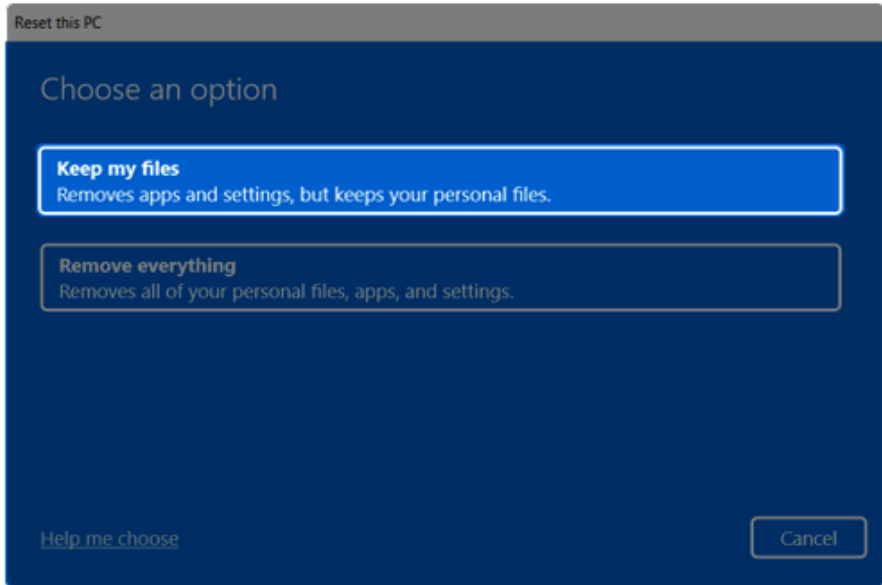 Reset this PC
Choose an option
Keep my files
Removes apps and settings, but keeps your personal files.
Remove everything
Removes all of your personal files, apps, and settings.
Help me choose
Cancel